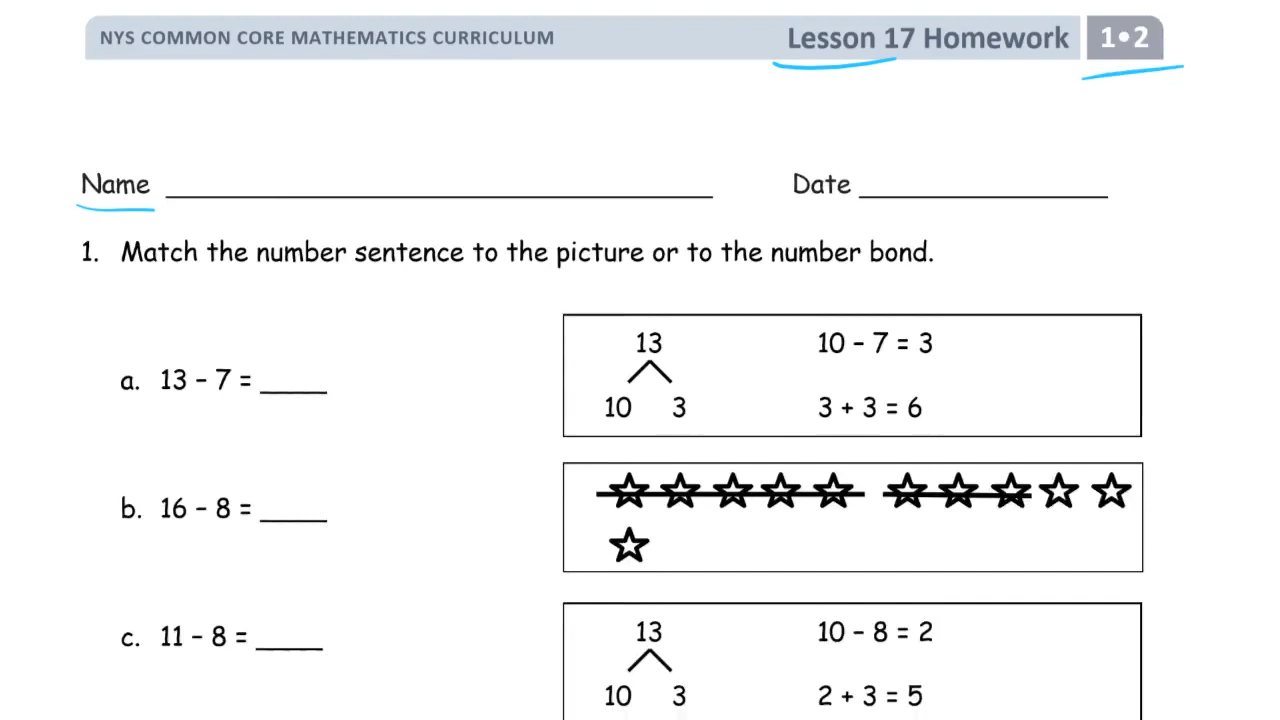 NYS COMMON CORE MATHEMATICS CURRICULUM Lesson 17 Homework 1•2
Name Date
1. Match the number sentence to the picture or to the number bond.
a. 13 – 7 = ____
13
10 3
10 – 7 = 3
3 + 3 = 6
b. 16 – 8 = ____
c. 11 – 8 = ____
13
10 3
10 – 8 = 2
2 + 3 = 5